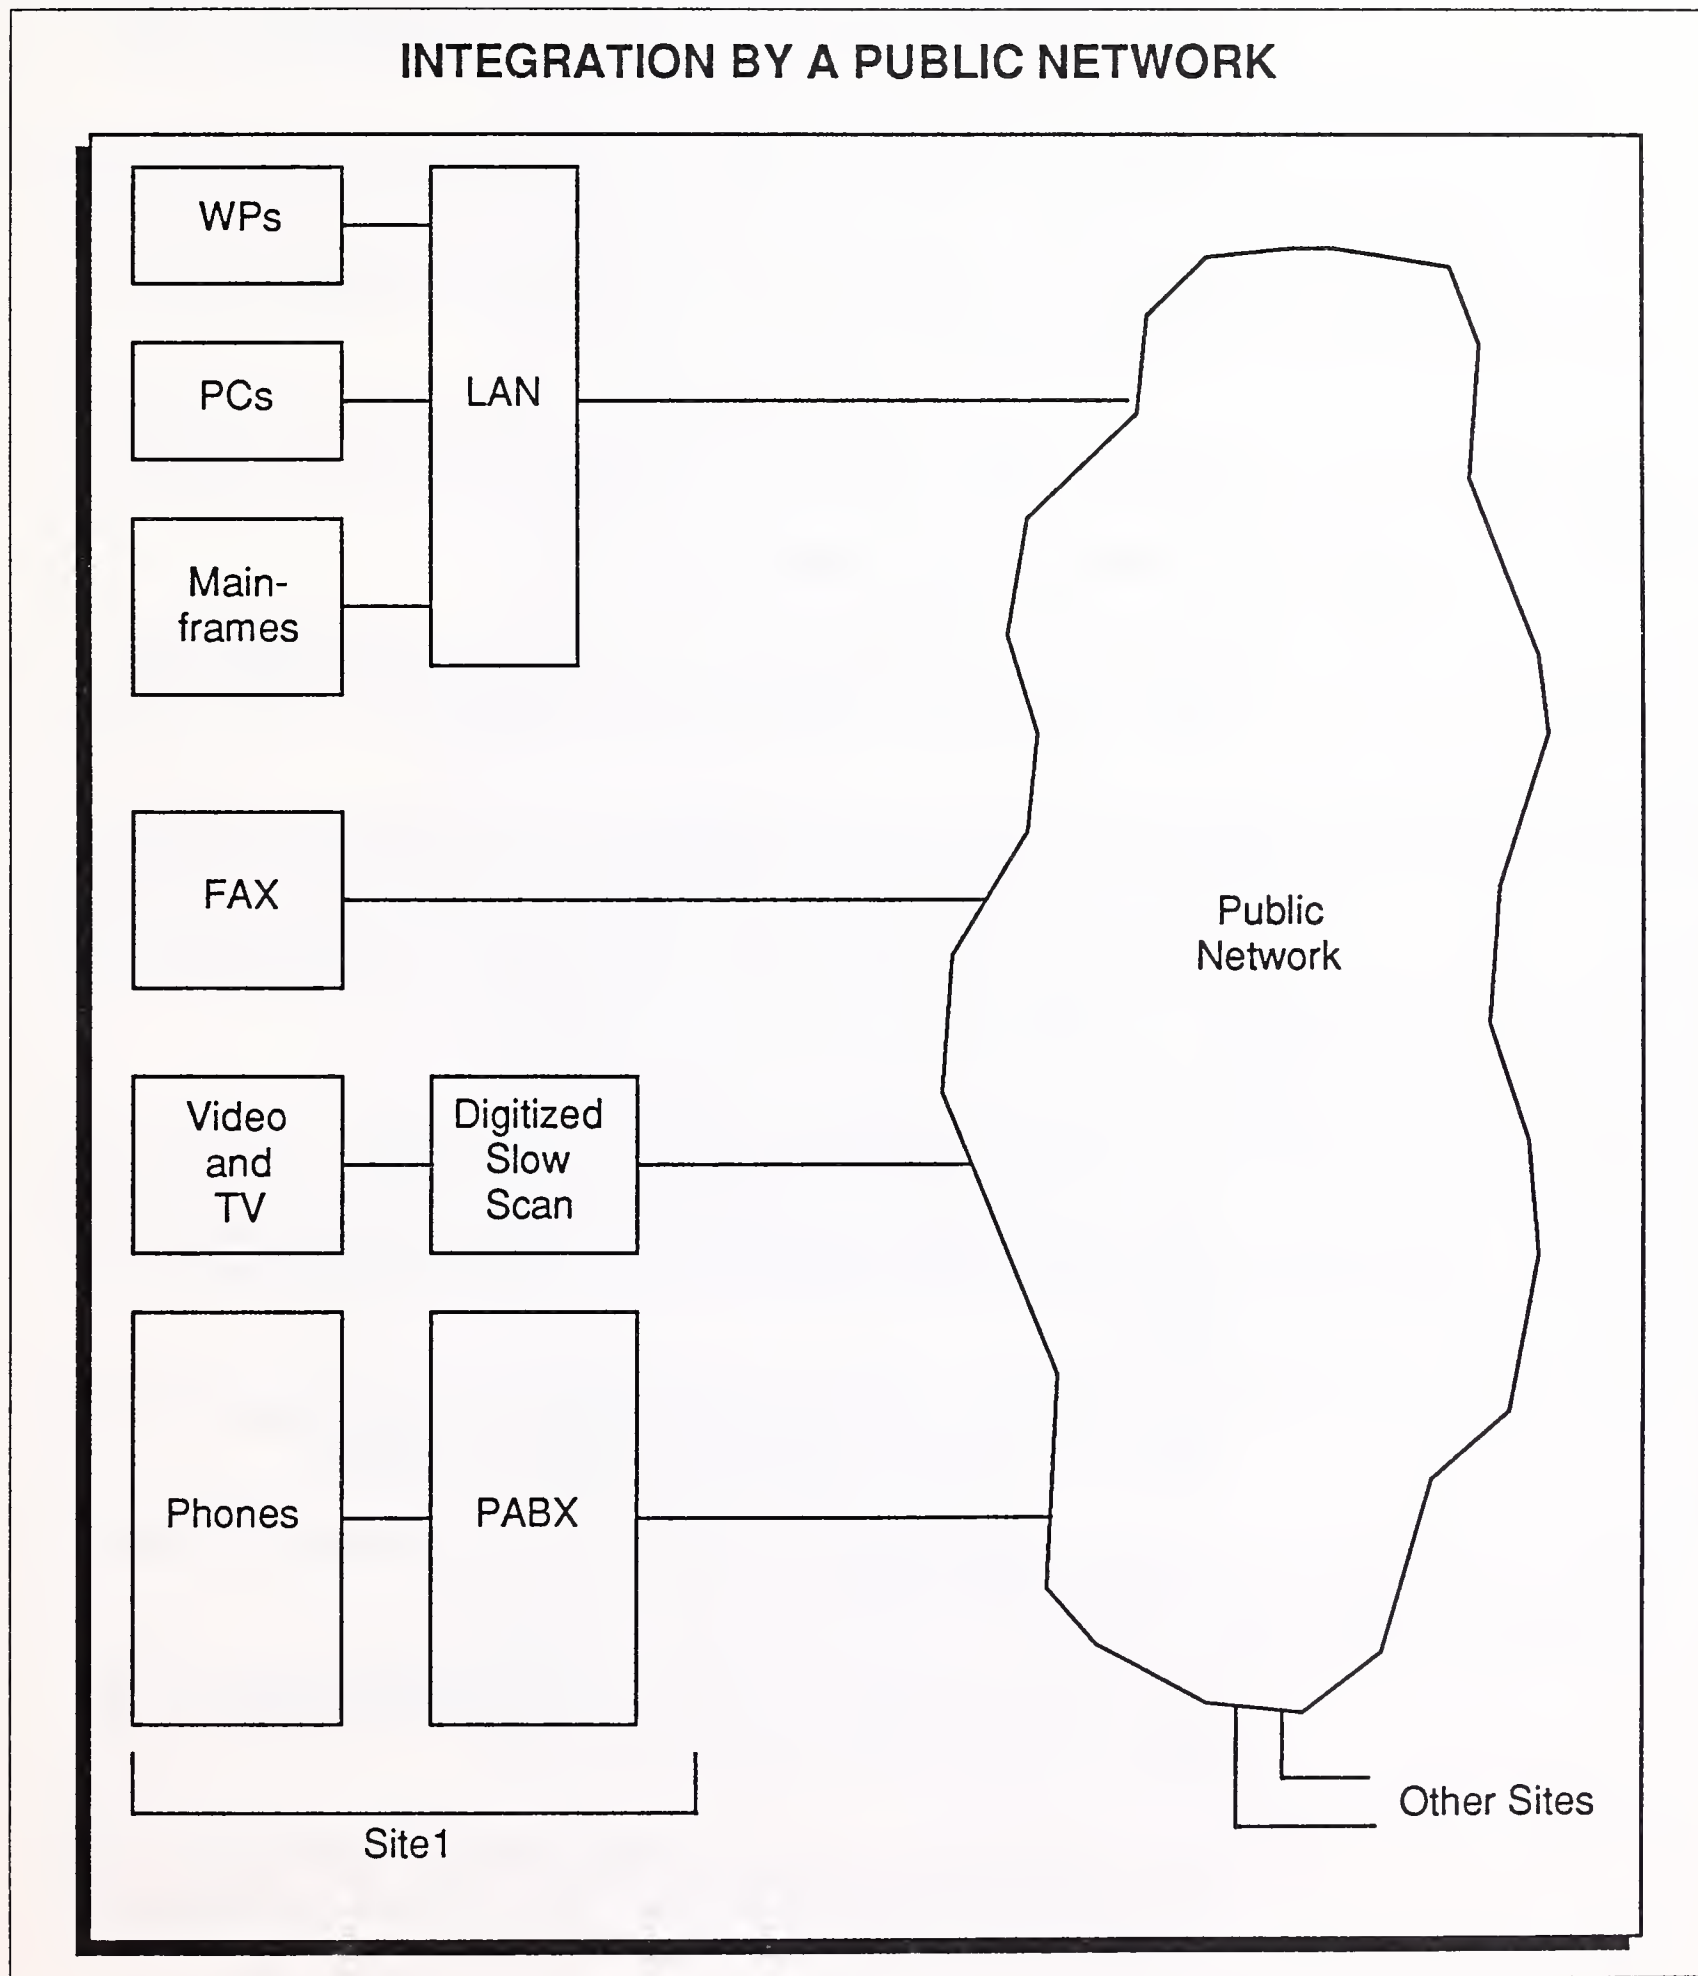 INTEGRATION BY A PUBLIC NETWORK
WPs
PCs
LAN
Main-
frames
FAX
Public
Network
Video
and
TV
Digitized
Slow
Scan
Phones
PABX
Other Sites
Site1